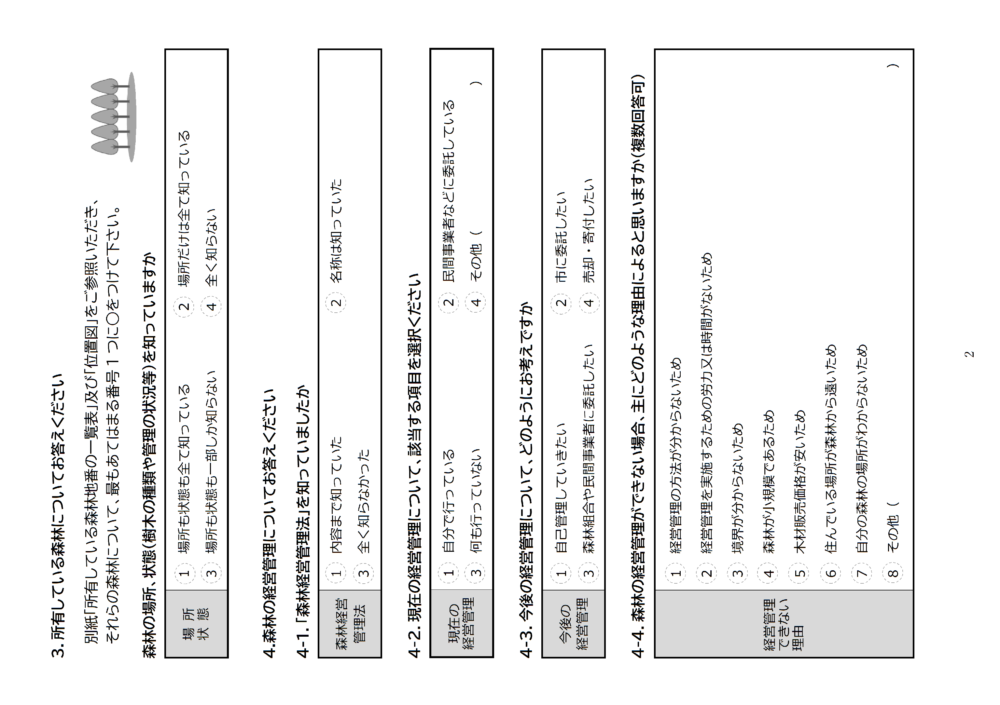 3. 所有している森林についてお答えください
別紙「所有している森林地番の一覧表」及び「位置図」をご参照いただき、
それらの森林について、最もあてはまる番号１つに〇をつけて下さい。
森林の場所、状態(樹木の種類や管理の状況等)を知っていますか
場 所
状 態
1 場所も状態も全て知っている 2 場所だけは全て知っている
3 場所も状態も一部しか知らない 4 全く知らない
4.森林の経営管理についてお答えください
4-1.「森林経営管理法」を知っていましたか
森林経営
管理法
1 内容まで知っていた 2 名称は知っていた
3 全く知らなかった
4-2. 現在の経営管理について、該当する項目を選択ください
現在の
経営管理
1 自分で行っている 2 民間事業者などに委託している
3 何も行っていない 4 その他（ ）
4-3. 今後の経営管理について、どのようにお考えですか
今後の
経営管理
1 自己管理していきたい 2 市に委託したい
3 森林組合や民間事業者に委託したい 4 売却・寄付したい
4-4. 森林の経営管理ができない場合、主にどのような理由によると思いますか(複数回答可)
経営管理
できない
理由
1 経営管理の方法が分からないため
2 経営管理を実施するための労力又は時間がないため
3 境界が分からないため
4 森林が小規模であるため
5 木材販売価格が安いため
6 住んでいる場所が森林から遠いため
7 自分の森林の場所がわからないため
8 その他（ ）
2